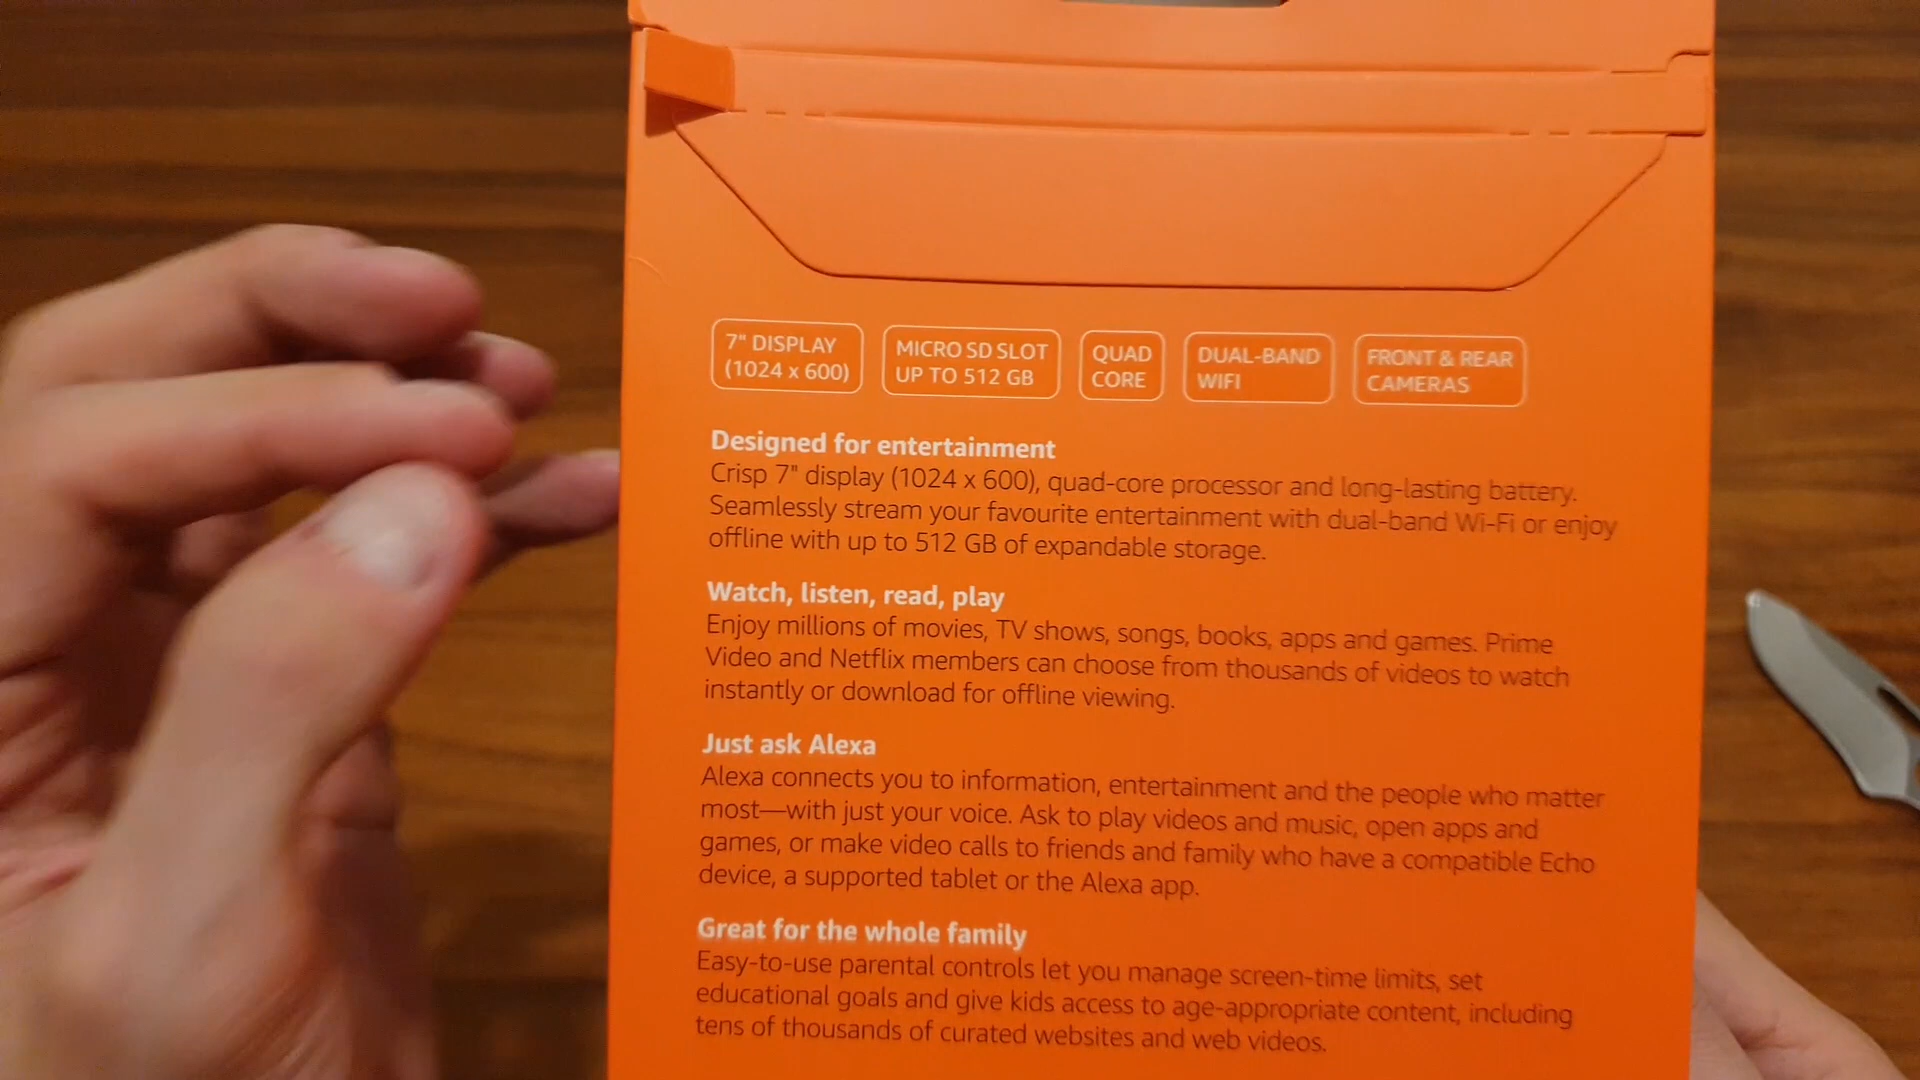 7" DISPLAY
(1024 x 600)
MICRO SD SLOT
UP TO 512 GB
QUAD
CORE
DUAL-BAND
WIFI
FRONT & REAR
CAMERAS
Designed for entertainment
Crisp 7" display (1024 x 600), quad-core processor and long-lasting battery.
Seamlessly stream your favourite entertainment with dual-band Wi-Fi or enjoy
offline with up to 512 GB of expandable storage.
Watch, listen, read, play
Enjoy millions of movies, TV shows, songs, books, apps and games. Prime
Video and Netflix members can choose from thousands of videos to watch
instantly or download for offline viewing.
Just ask Alexa
Alexa connects you to information, entertainment and the people who matter
most—with just your voice. Ask to play videos and music, open apps and
games, or make video calls to friends and family who have a compatible Echo
device, a supported tablet or the Alexa app.
Great for the whole family
Easy-to-use parental controls let you manage screen-time limits, set
educational goals and give kids access to age-appropriate content, including
tens of thousands of curated websites and web videos.